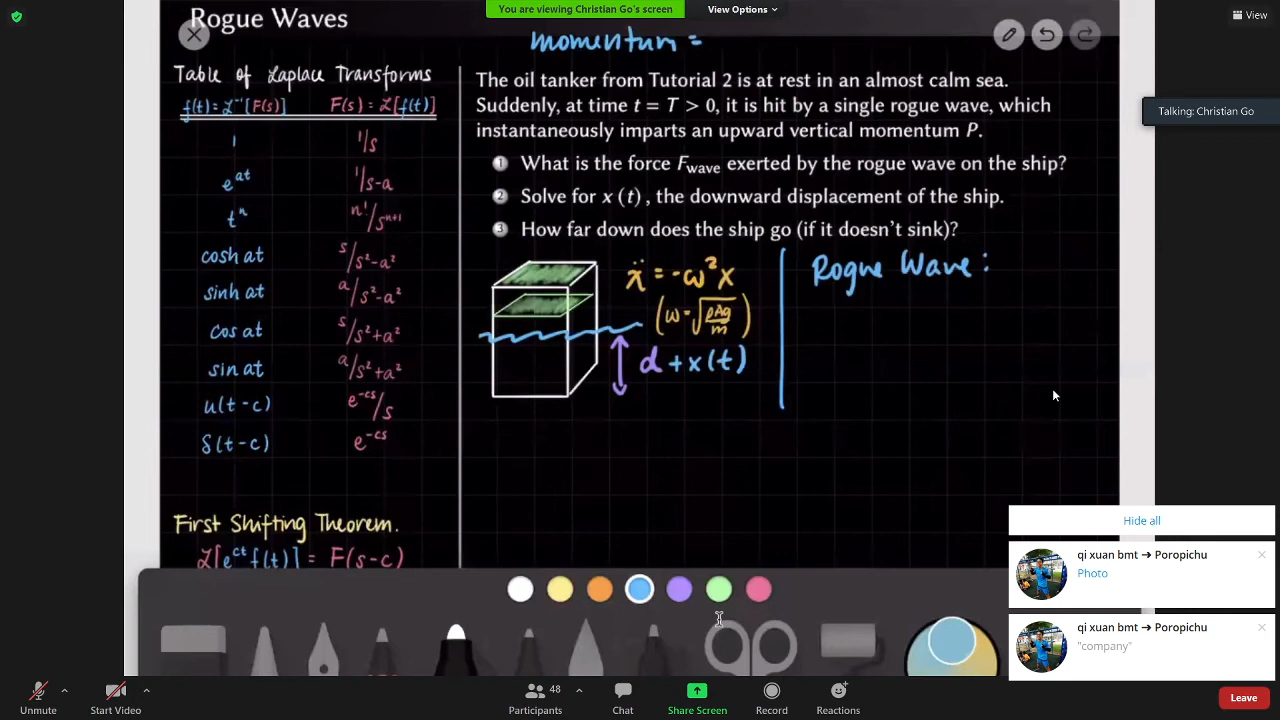 You are viewing Christian Go's screen
View Options
View
Rogue Waves
momentum =
Table of Laplace Transforms
f(t)=ℒ⁻¹[F(s)] F(s)=ℒ[f(t)]
1 1/s
e^{at} 1/s-a
tⁿ n!/sⁿ⁺¹
cosh at s/s²-a²
sinh at a/s²-a²
cos at s/s²+a²
sin at a/s²+a²
u(t-c) e^{-cs}/s
δ(t-c) e^{-cs}
First Shifting Theorem.
ℒ[e^{ct}f(t)] = F(s-c)
The oil tanker from Tutorial 2 is at rest in an almost calm sea.
Suddenly, at time t = T > 0, it is hit by a single rogue wave, which
instantaneously imparts an upward vertical momentum P.
1 What is the force F_wave exerted by the rogue wave on the ship?
2 Solve for x (t), the downward displacement of the ship.
3 How far down does the ship go (if it doesn't sink)?
ẍ = -ω²x
(ω = √(ρAg/m))
d + x(t)
Rogue Wave:
Talking: Christian Go
Hide all
qi xuan bmt ➔ Poropichu
Photo
qi xuan bmt ➔ Poropichu
"company"
Unmute
Start Video
48
Participants
Chat
Share Screen
Record
Reactions
Leave